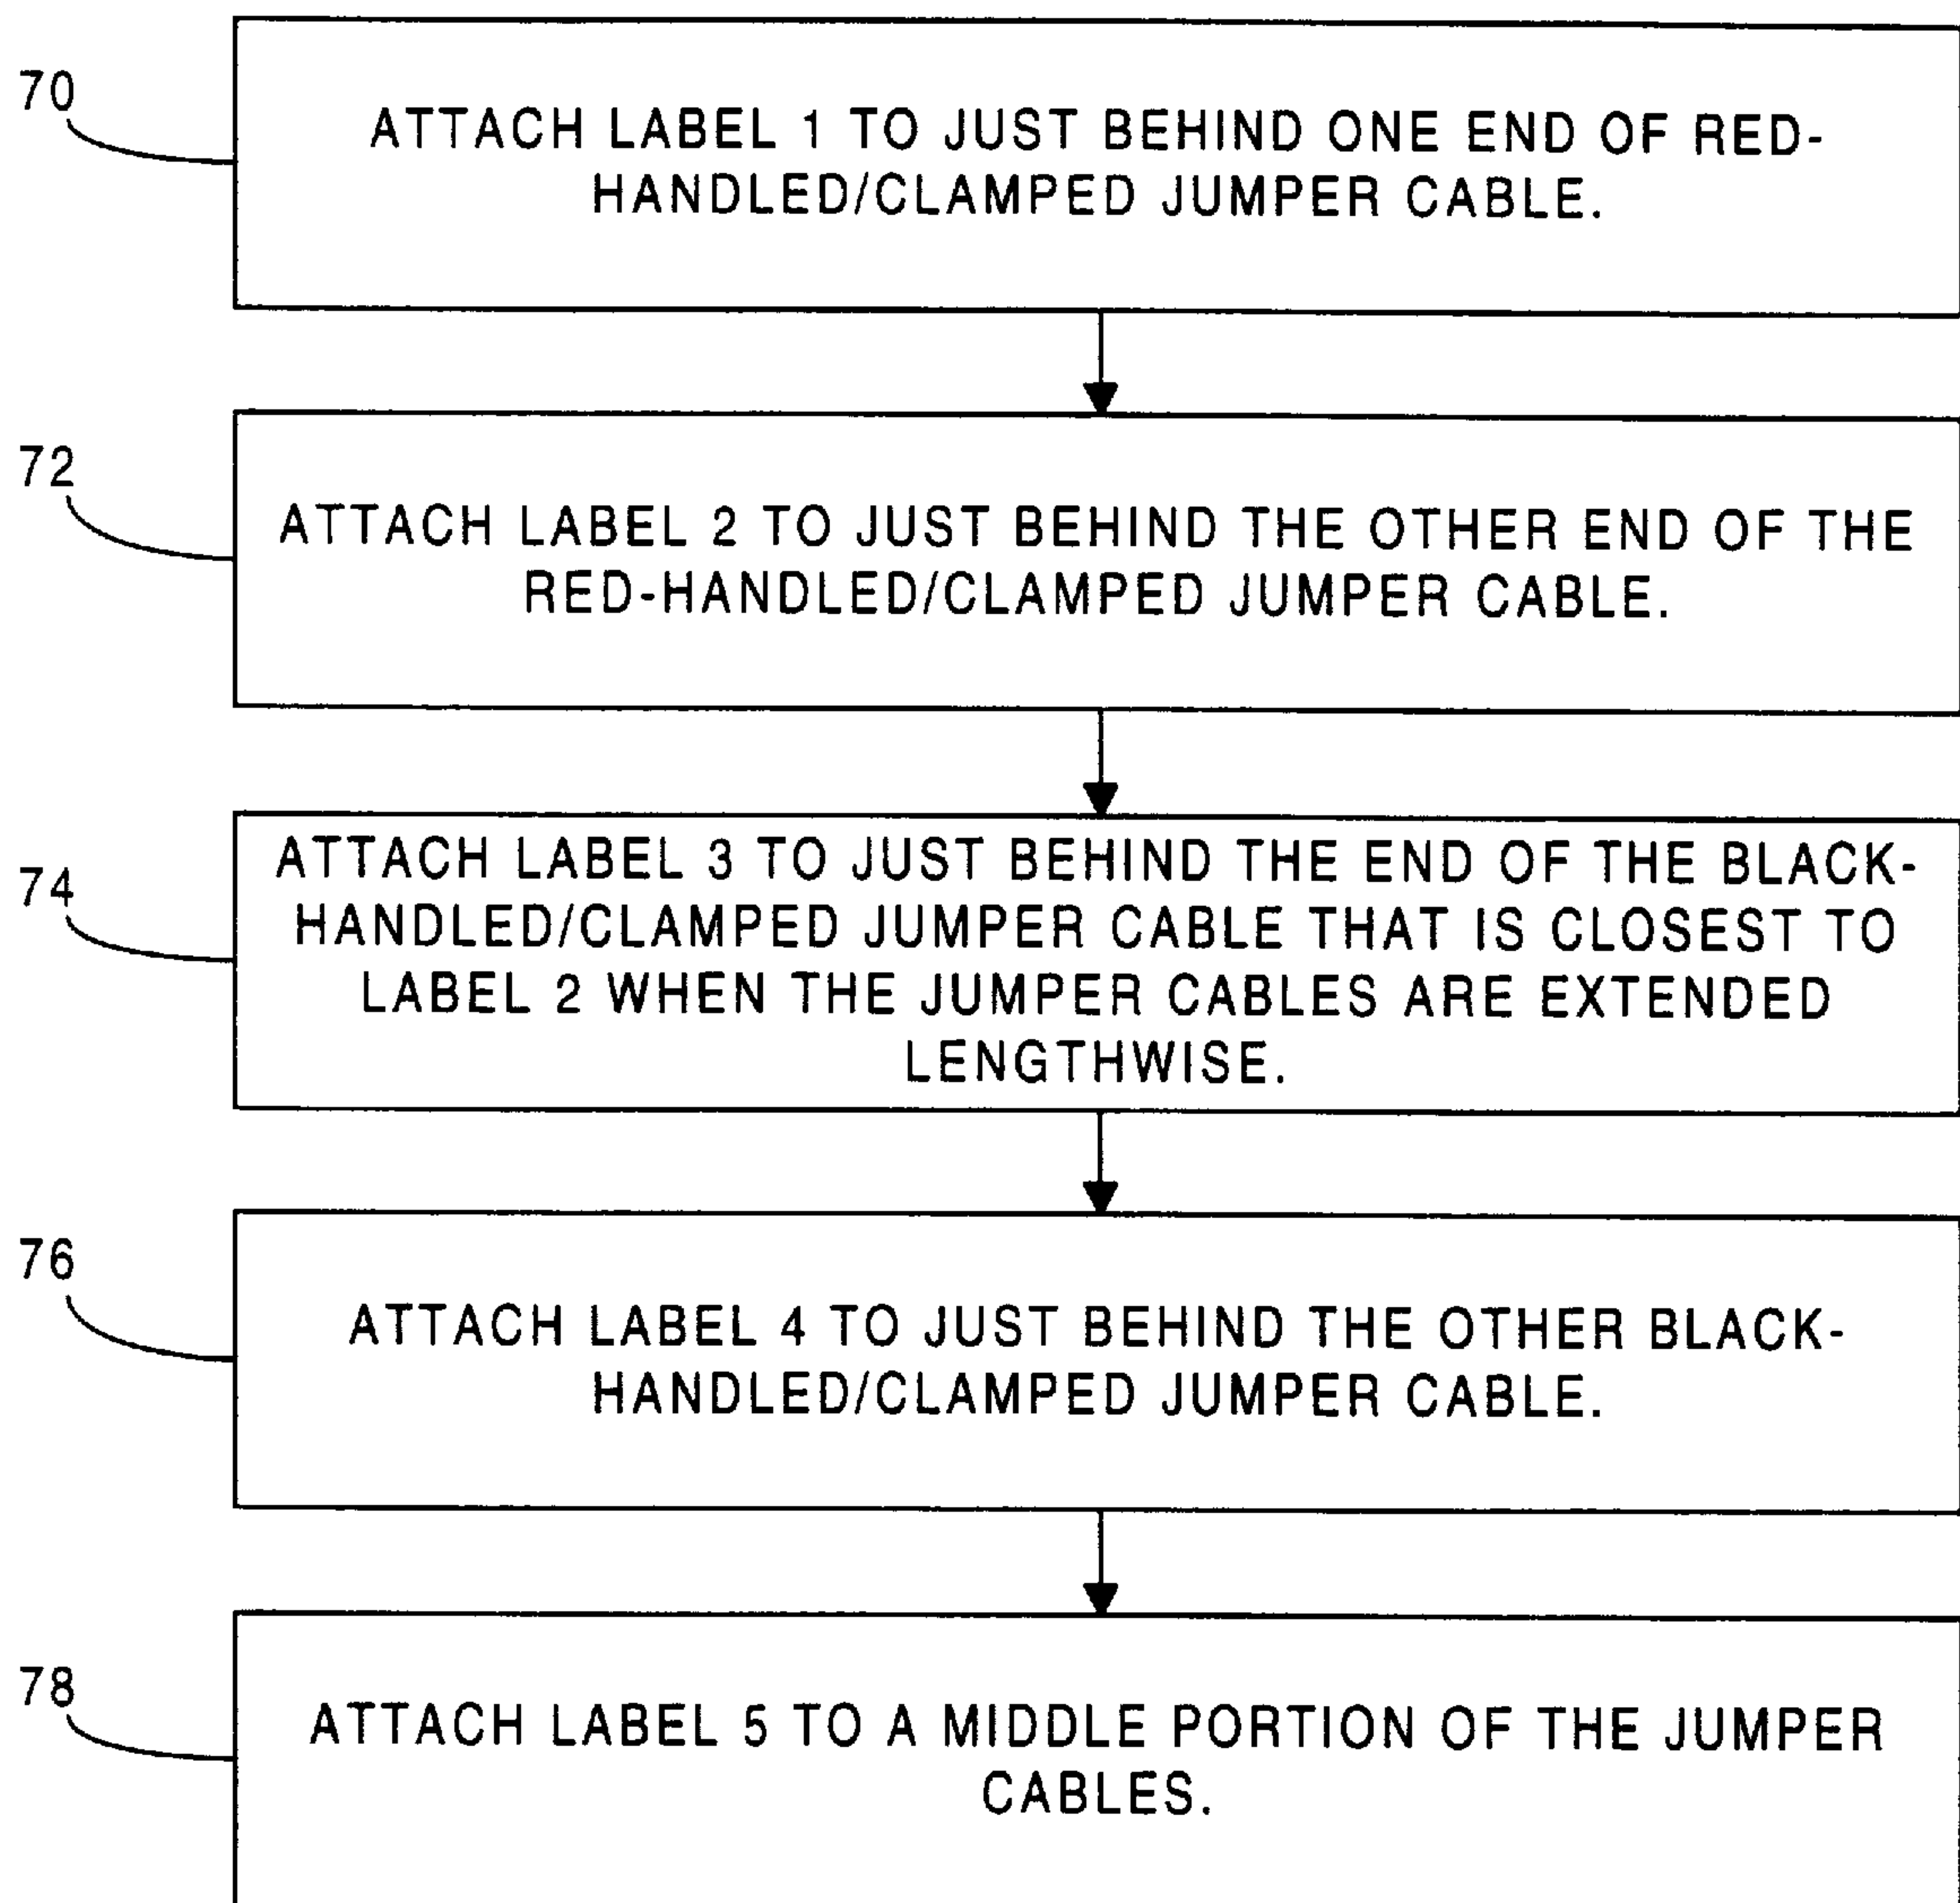 70
ATTACH LABEL 1 TO JUST BEHIND ONE END OF RED-
HANDLED/CLAMPED JUMPER CABLE.
72
ATTACH LABEL 2 TO JUST BEHIND THE OTHER END OF THE
RED-HANDLED/CLAMPED JUMPER CABLE.
74
ATTACH LABEL 3 TO JUST BEHIND THE END OF THE BLACK-
HANDLED/CLAMPED JUMPER CABLE THAT IS CLOSEST TO
LABEL 2 WHEN THE JUMPER CABLES ARE EXTENDED
LENGTHWISE.
76
ATTACH LABEL 4 TO JUST BEHIND THE OTHER BLACK-
HANDLED/CLAMPED JUMPER CABLE.
78
ATTACH LABEL 5 TO A MIDDLE PORTION OF THE JUMPER
CABLES.